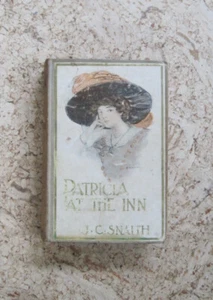 PATRICIA
AT THE INN
J.C. SNAITH